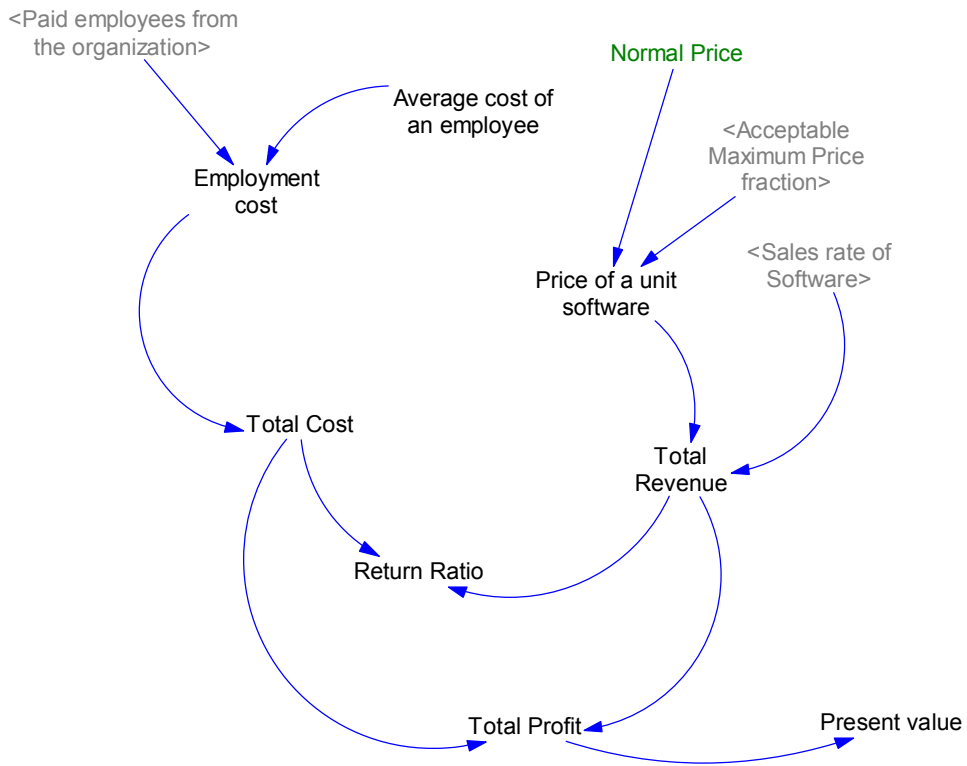 <Paid employees from
the organization>
Normal Price
Average cost of
an employee
<Acceptable
Maximum Price
fraction>
Employment
cost
<Sales rate of
Software>
Price of a unit
software
Total Cost
Total
Revenue
Return Ratio
Total Profit
Present value